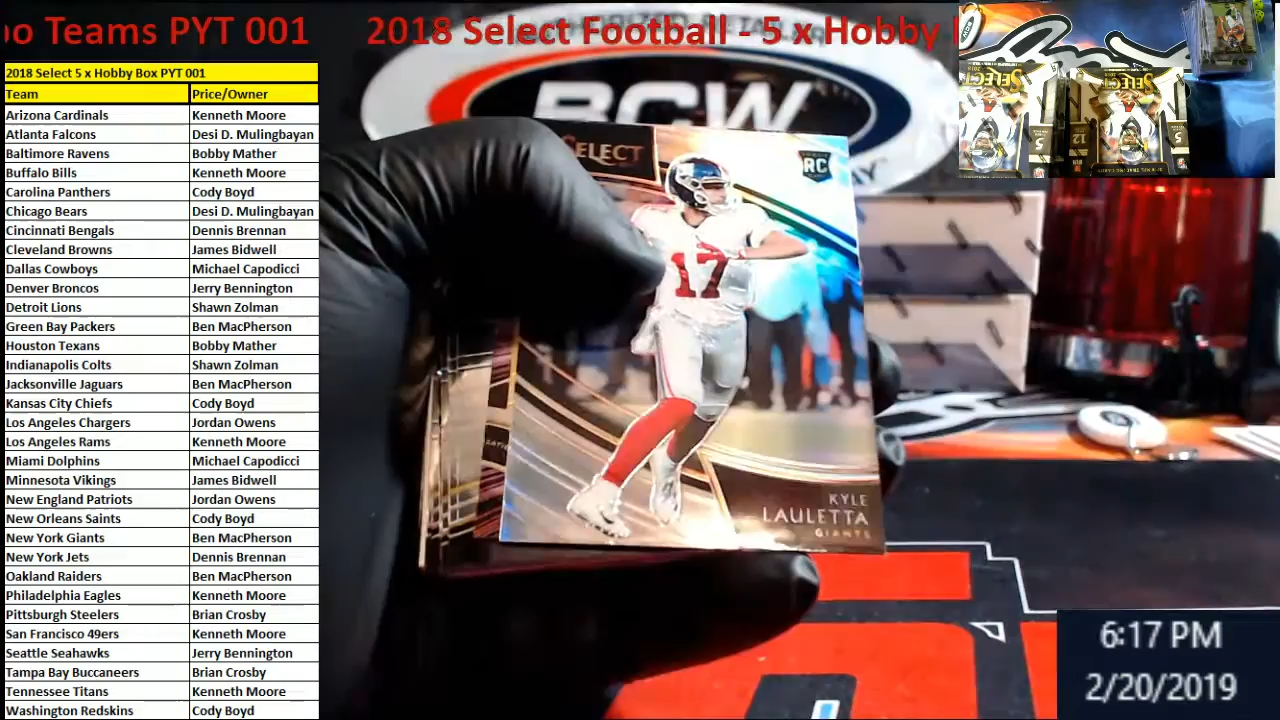 oo Teams PYT 001 2018 Select Football - 5 x Hobby
2018 Select 5 x Hobby Box PYT 001
Team Price/Owner
Arizona Cardinals Kenneth Moore
Atlanta Falcons Desi D. Mulingbayan
Baltimore Ravens Bobby Mather
Buffalo Bills Kenneth Moore
Carolina Panthers Cody Boyd
Chicago Bears Desi D. Mulingbayan
Cincinnati Bengals Dennis Brennan
Cleveland Browns James Bidwell
Dallas Cowboys Michael Capodicci
Denver Broncos Jerry Bennington
Detroit Lions Shawn Zolman
Green Bay Packers Ben MacPherson
Houston Texans Bobby Mather
Indianapolis Colts Shawn Zolman
Jacksonville Jaguars Ben MacPherson
Kansas City Chiefs Cody Boyd
Los Angeles Chargers Jordan Owens
Los Angeles Rams Kenneth Moore
Miami Dolphins Michael Capodicci
Minnesota Vikings James Bidwell
New England Patriots Jordan Owens
New Orleans Saints Cody Boyd
New York Giants Ben MacPherson
New York Jets Dennis Brennan
Oakland Raiders Ben MacPherson
Philadelphia Eagles Kenneth Moore
Pittsburgh Steelers Brian Crosby
San Francisco 49ers Kenneth Moore
Seattle Seahawks Jerry Bennington
Tampa Bay Buccaneers Brian Crosby
Tennessee Titans Kenneth Moore
Washington Redskins Cody Boyd
BCW
SELECT
RC
17
KYLE
LAULETTA
GIANTS
SELECT
SELECT
5
12
5
6:17 PM
2/20/2019